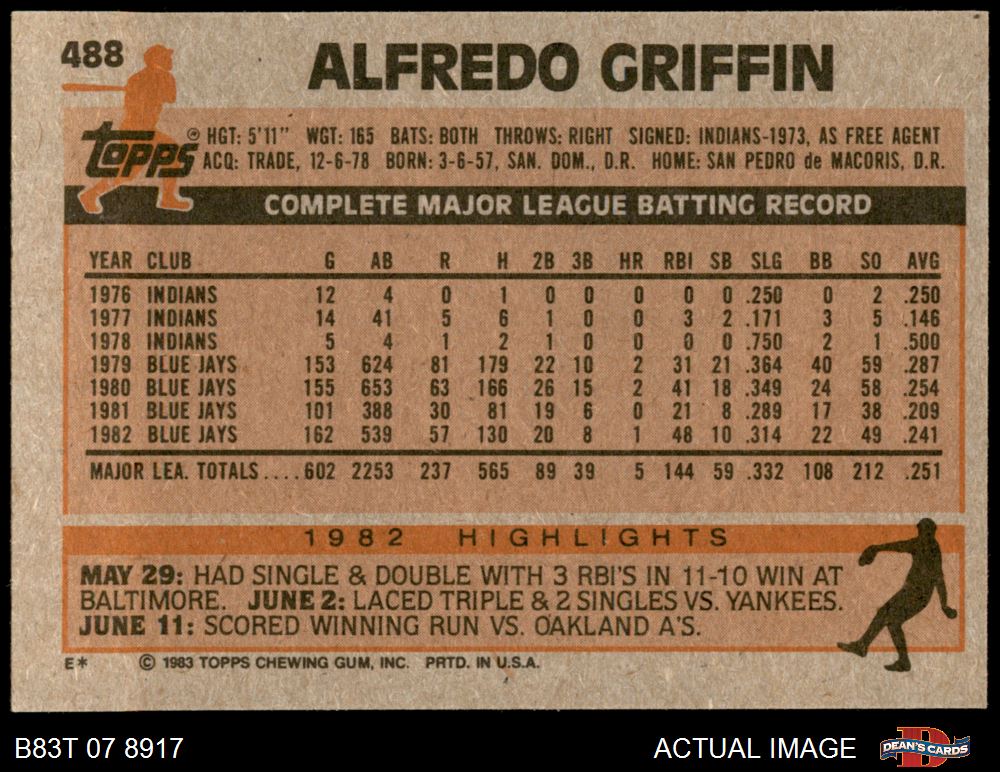 488
ALFREDO GRIFFIN
topps
® HGT: 5'11" WGT: 165 BATS: BOTH THROWS: RIGHT SIGNED: INDIANS-1973, AS FREE AGENT
ACQ: TRADE, 12-6-78 BORN: 3-6-57, SAN. DOM., D.R. HOME: SAN PEDRO de MACORIS, D.R.
COMPLETE MAJOR LEAGUE BATTING RECORD
YEAR CLUB G AB R H 2B 3B HR RBI SB SLG BB SO AVG
1976 INDIANS 12 4 0 1 0 0 0 0 0 .250 0 2 .250
1977 INDIANS 14 41 5 6 1 0 0 3 2 .171 3 5 .146
1978 INDIANS 5 4 1 2 1 0 0 0 0 .750 2 1 .500
1979 BLUE JAYS 153 624 81 179 22 10 2 31 21 .364 40 59 .287
1980 BLUE JAYS 155 653 63 166 26 15 2 41 18 .349 24 58 .254
1981 BLUE JAYS 101 388 30 81 19 6 0 21 8 .289 17 38 .209
1982 BLUE JAYS 162 539 57 130 20 8 1 48 10 .314 22 49 .241
MAJOR LEA. TOTALS....602 2253 237 565 89 39 5 144 59 .332 108 212 .251
1982 HIGHLIGHTS
MAY 29: HAD SINGLE & DOUBLE WITH 3 RBI'S IN 11-10 WIN AT
BALTIMORE. JUNE 2: LACED TRIPLE & 2 SINGLES VS. YANKEES.
JUNE 11: SCORED WINNING RUN VS. OAKLAND A'S.
E* © 1983 TOPPS CHEWING GUM, INC. PRTD. IN U.S.A.
B83T 07 8917 ACTUAL IMAGE DEAN'S CARDS